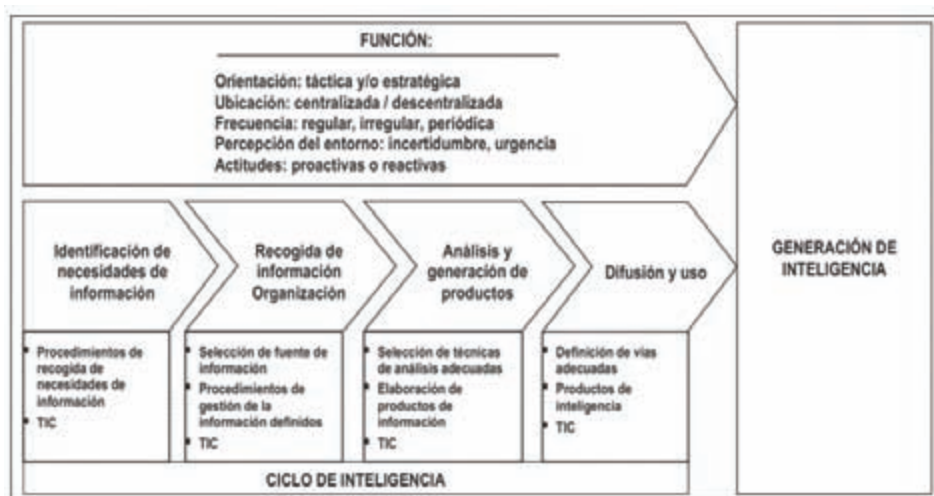 FUNCIÓN:
Orientación: táctica y/o estratégica
Ubicación: centralizada / descentralizada
Frecuencia: regular, irregular, periódica
Percepción del entorno: incertidumbre, urgencia
Actitudes: proactivas o reactivas
Identificación de
necesidades de
información
Recogida de
información
Organización
Análisis y
generación de
productos
Difusión y uso
GENERACIÓN DE
INTELIGENCIA
• Procedimientos de
recogida de
necesidades de
información
• TIC
• Selección de fuente de
información
• Procedimientos de
gestión de la
información definidos
• TIC
• Selección de técnicas
de análisis adecuadas
• Elaboración de
productos de
información
• TIC
• Definición de vías
adecuadas
• Productos de
inteligencia
• TIC
CICLO DE INTELIGENCIA